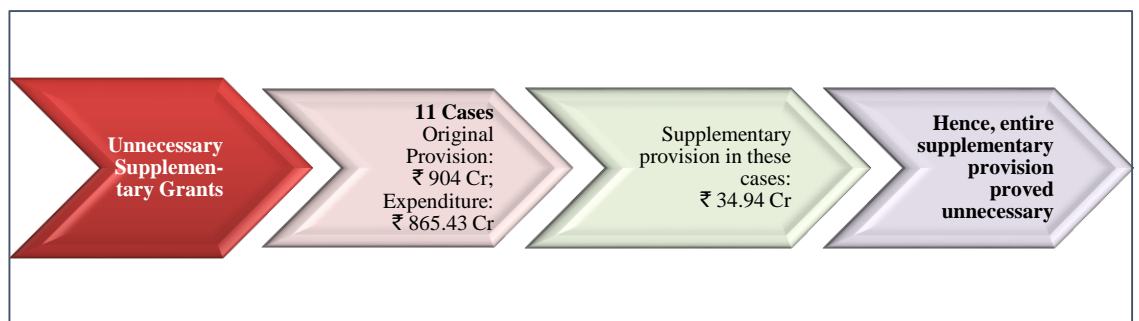 Unnecessary
Supplemen-
tary Grants
11 Cases
Original
Provision:
₹ 904 Cr;
Expenditure:
₹ 865.43 Cr
Supplementary
provision in these
cases:
₹ 34.94 Cr
Hence, entire
supplementary
provision
proved
unnecessary